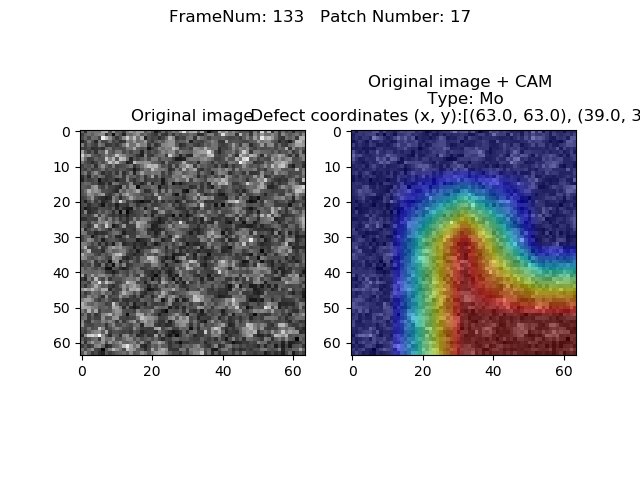 FrameNum: 133   Patch Number: 17
Original image + CAM
Type: Mo
Original image
Defect coordinates (x, y):[(63.0, 63.0), (39.0, 3
0
10
20
30
40
50
60
0 20 40 60
0
10
20
30
40
50
60
0 20 40 60